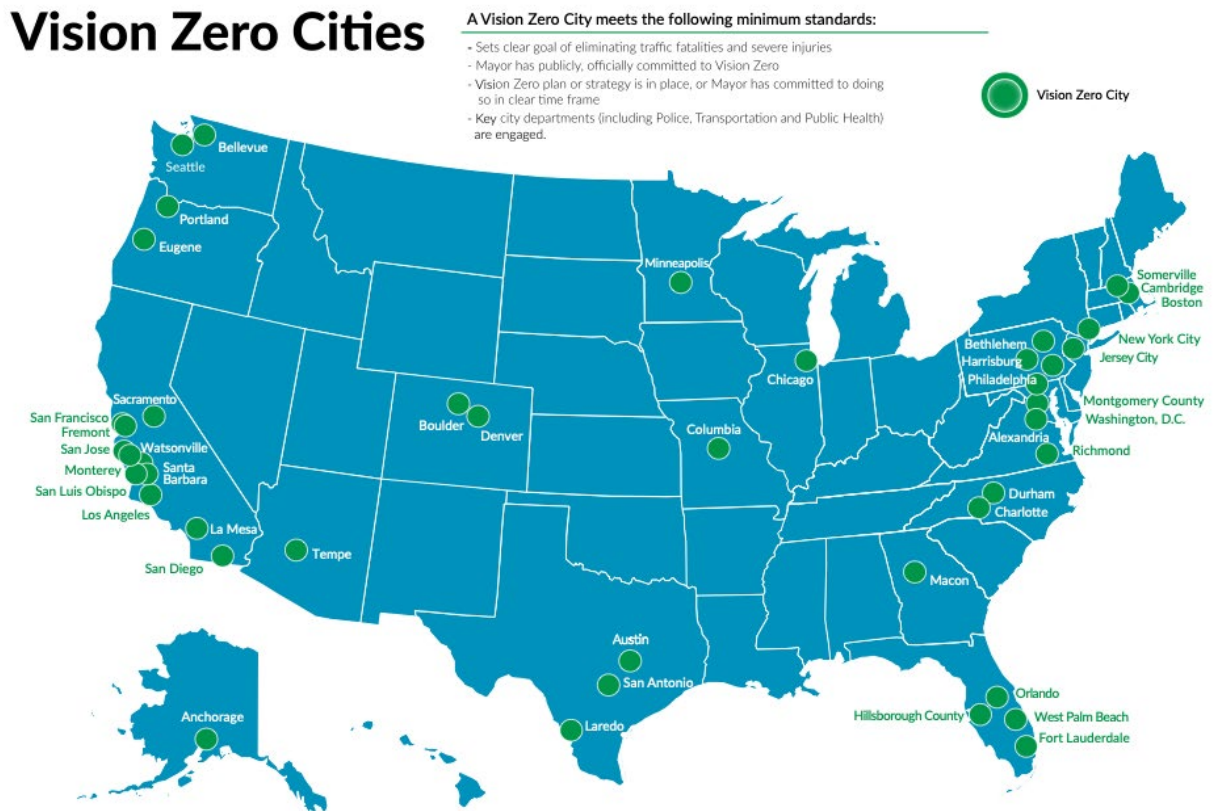 Vision Zero Cities
A Vision Zero City meets the following minimum standards:
- Sets clear goal of eliminating traffic fatalities and severe injuries
- Mayor has publicly, officially committed to Vision Zero
- Vision Zero plan or strategy is in place, or Mayor has committed to doing
so in clear time frame
- Key city departments (including Police, Transportation and Public Health)
are engaged.
Vision Zero City
Bellevue
Seattle
Portland
Eugene
Minneapolis
Somerville
Cambridge
Boston
New York City
Bethlehem
Jersey City
Harrisburg
Philadelphia
Chicago
Montgomery County
Washington, D.C.
Alexandria
Richmond
Sacramento
San Francisco
Fremont
San Jose
Watsonville
Monterey
Santa
Barbara
San Luis Obispo
Los Angeles
La Mesa
San Diego
Boulder
Denver
Columbia
Durham
Charlotte
Tempe
Macon
Austin
San Antonio
Laredo
Orlando
Hillsborough County
West Palm Beach
Fort Lauderdale
Anchorage